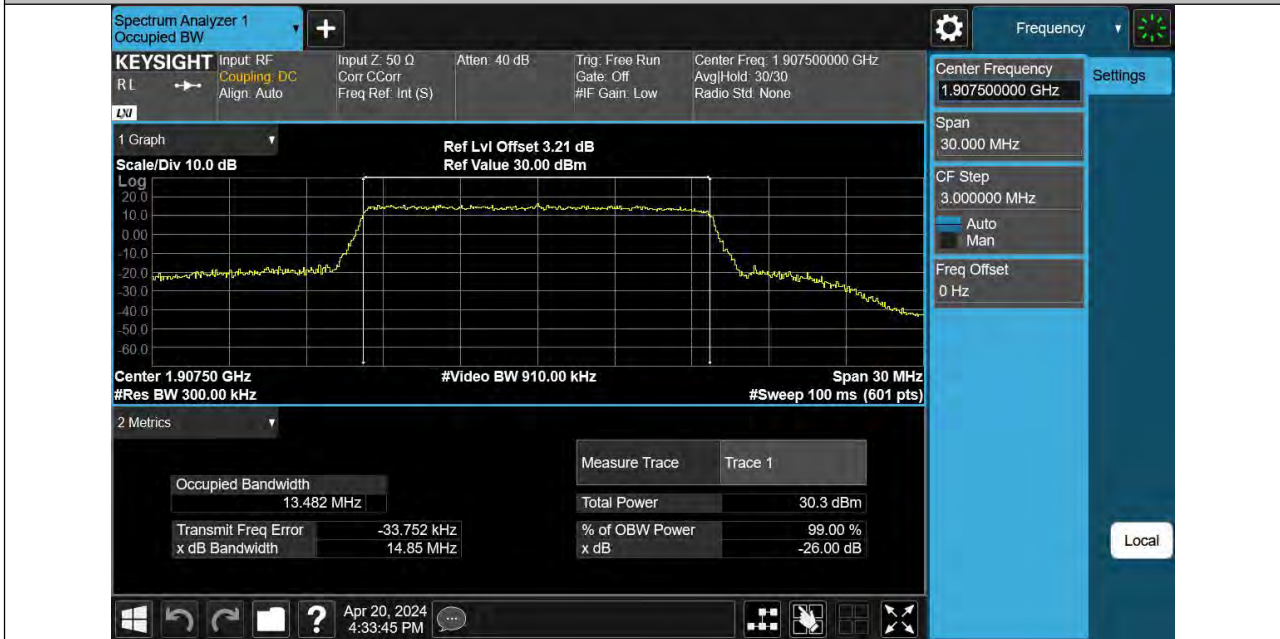 Spectrum Analyzer 1
Occupied BW
+
Frequency
KEYSIGHT
RL
LXI
Input: RF
Coupling: DC
Align: Auto
Input Z: 50 Ω
Corr CCorr
Freq Ref: Int (S)
Atten: 40 dB
Trig: Free Run
Gate: Off
#IF Gain: Low
Center Freq: 1.907500000 GHz
Avg|Hold: 30/30
Radio Std: None
Center Frequency
1.907500000 GHz
Settings
Span
30.000 MHz
CF Step
3.000000 MHz
Auto
Man
Freq Offset
0 Hz
Local
1 Graph
Scale/Div 10.0 dB
Ref Lvl Offset 3.21 dB
Ref Value 30.00 dBm
Log
20.0
10.0
0.00
-10.0
-20.0
-30.0
-40.0
-50.0
-60.0
Center 1.90750 GHz
#Video BW 910.00 kHz
Span 30 MHz
#Res BW 300.00 kHz
#Sweep 100 ms (601 pts)
2 Metrics
Measure Trace Trace 1
Occupied Bandwidth
13.482 MHz
Total Power 30.3 dBm
Transmit Freq Error -33.752 kHz
% of OBW Power 99.00 %
x dB Bandwidth 14.85 MHz
x dB -26.00 dB
?
Apr 20, 2024
4:33:45 PM